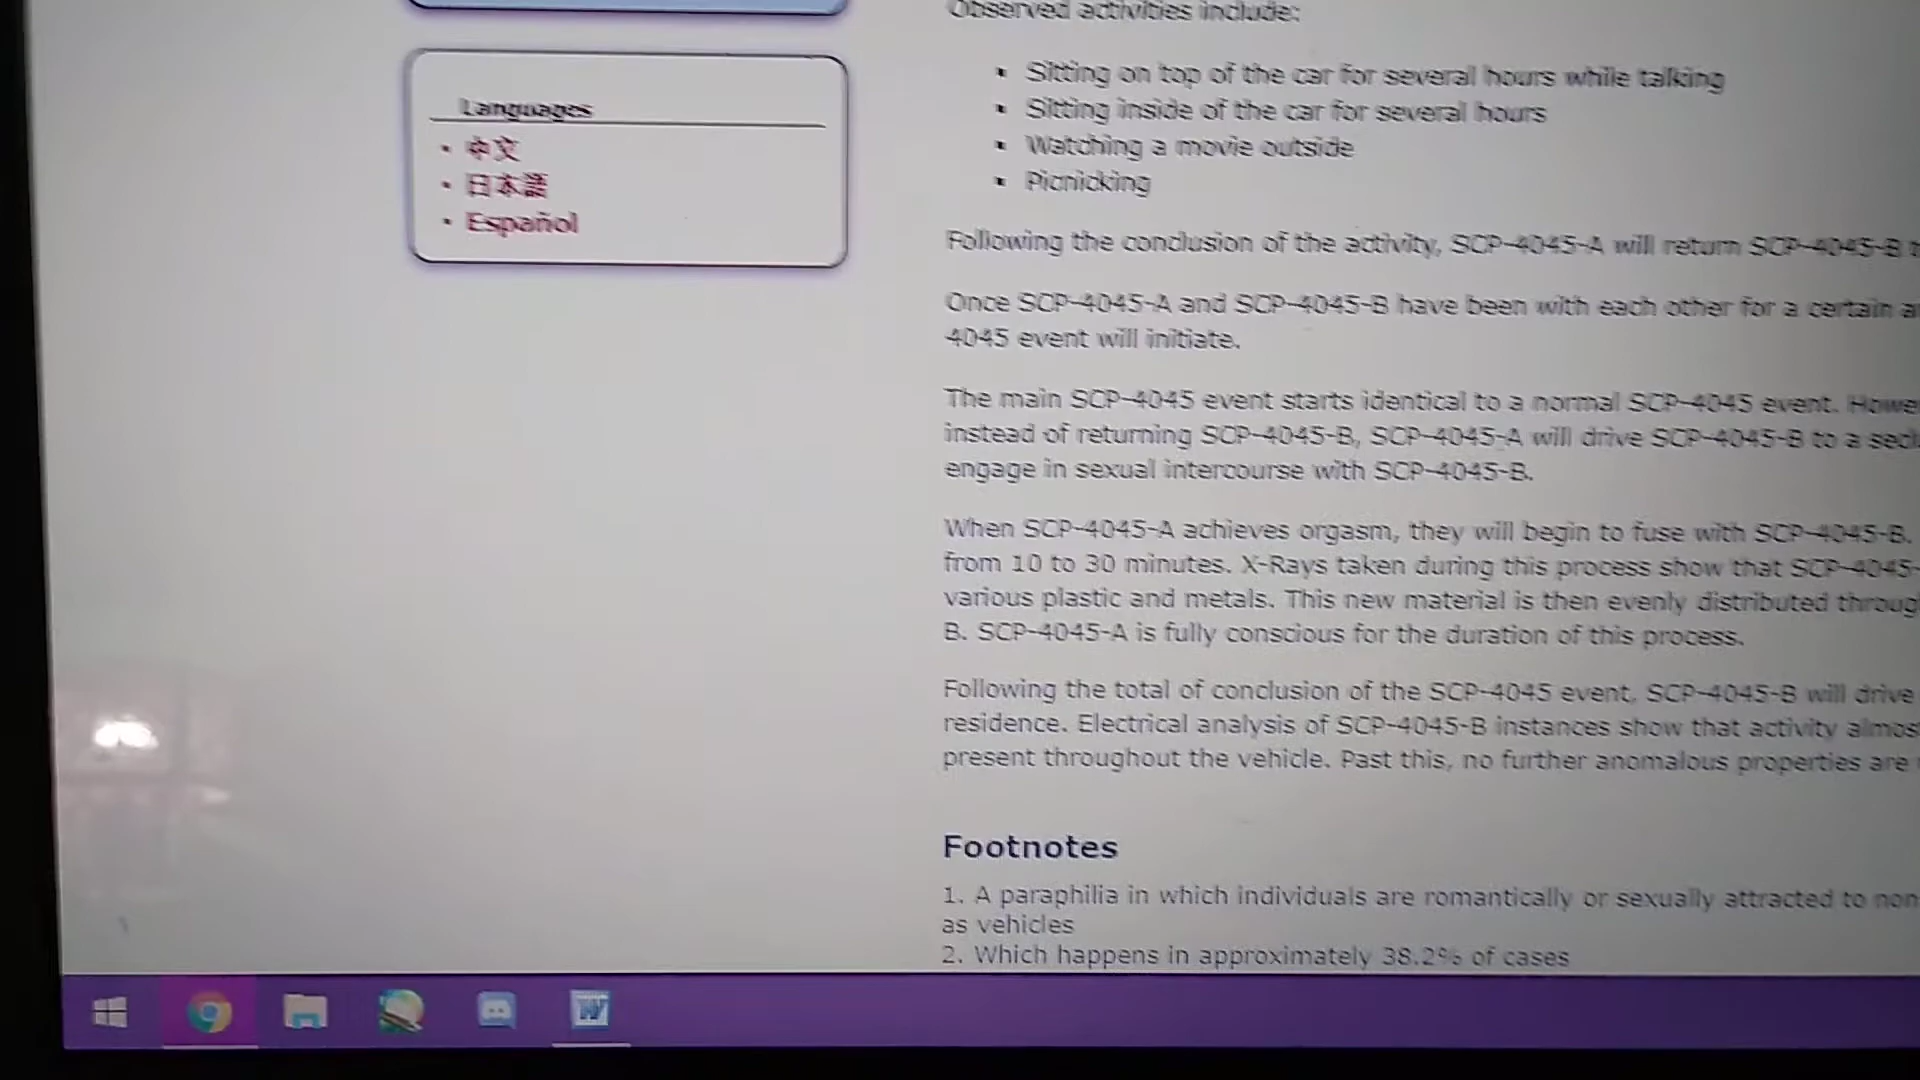 Observed activities include:
Languages
中文
日本語
Español
Sitting on top of the car for several hours while talking
Sitting inside of the car for several hours
Watching a movie outside
Picnicking
Following the conclusion of the activity, SCP-4045-A will return SCP-4045-B
Once SCP-4045-A and SCP-4045-B have been with each other for a certain
4045 event will initiate.
The main SCP-4045 event starts identical to a normal SCP-4045 event.
instead of returning SCP-4045-B, SCP-4045-A will drive SCP-4045-B to a
engage in sexual intercourse with SCP-4045-B.
When SCP-4045-A achieves orgasm, they will begin to fuse with SCP-4045-B.
from 10 to 30 minutes. X-Rays taken during this process show that SCP-4045-
various plastic and metals. This new material is then evenly distributed
B. SCP-4045-A is fully conscious for the duration of this process.
Following the total of conclusion of the SCP-4045 event, SCP-4045-B will drive
residence. Electrical analysis of SCP-4045-B instances show that activity
present throughout the vehicle. Past this, no further anomalous properties are
Footnotes
1. A paraphilia in which individuals are romantically or sexually attracted to
as vehicles
2. Which happens in approximately 38.2% of cases